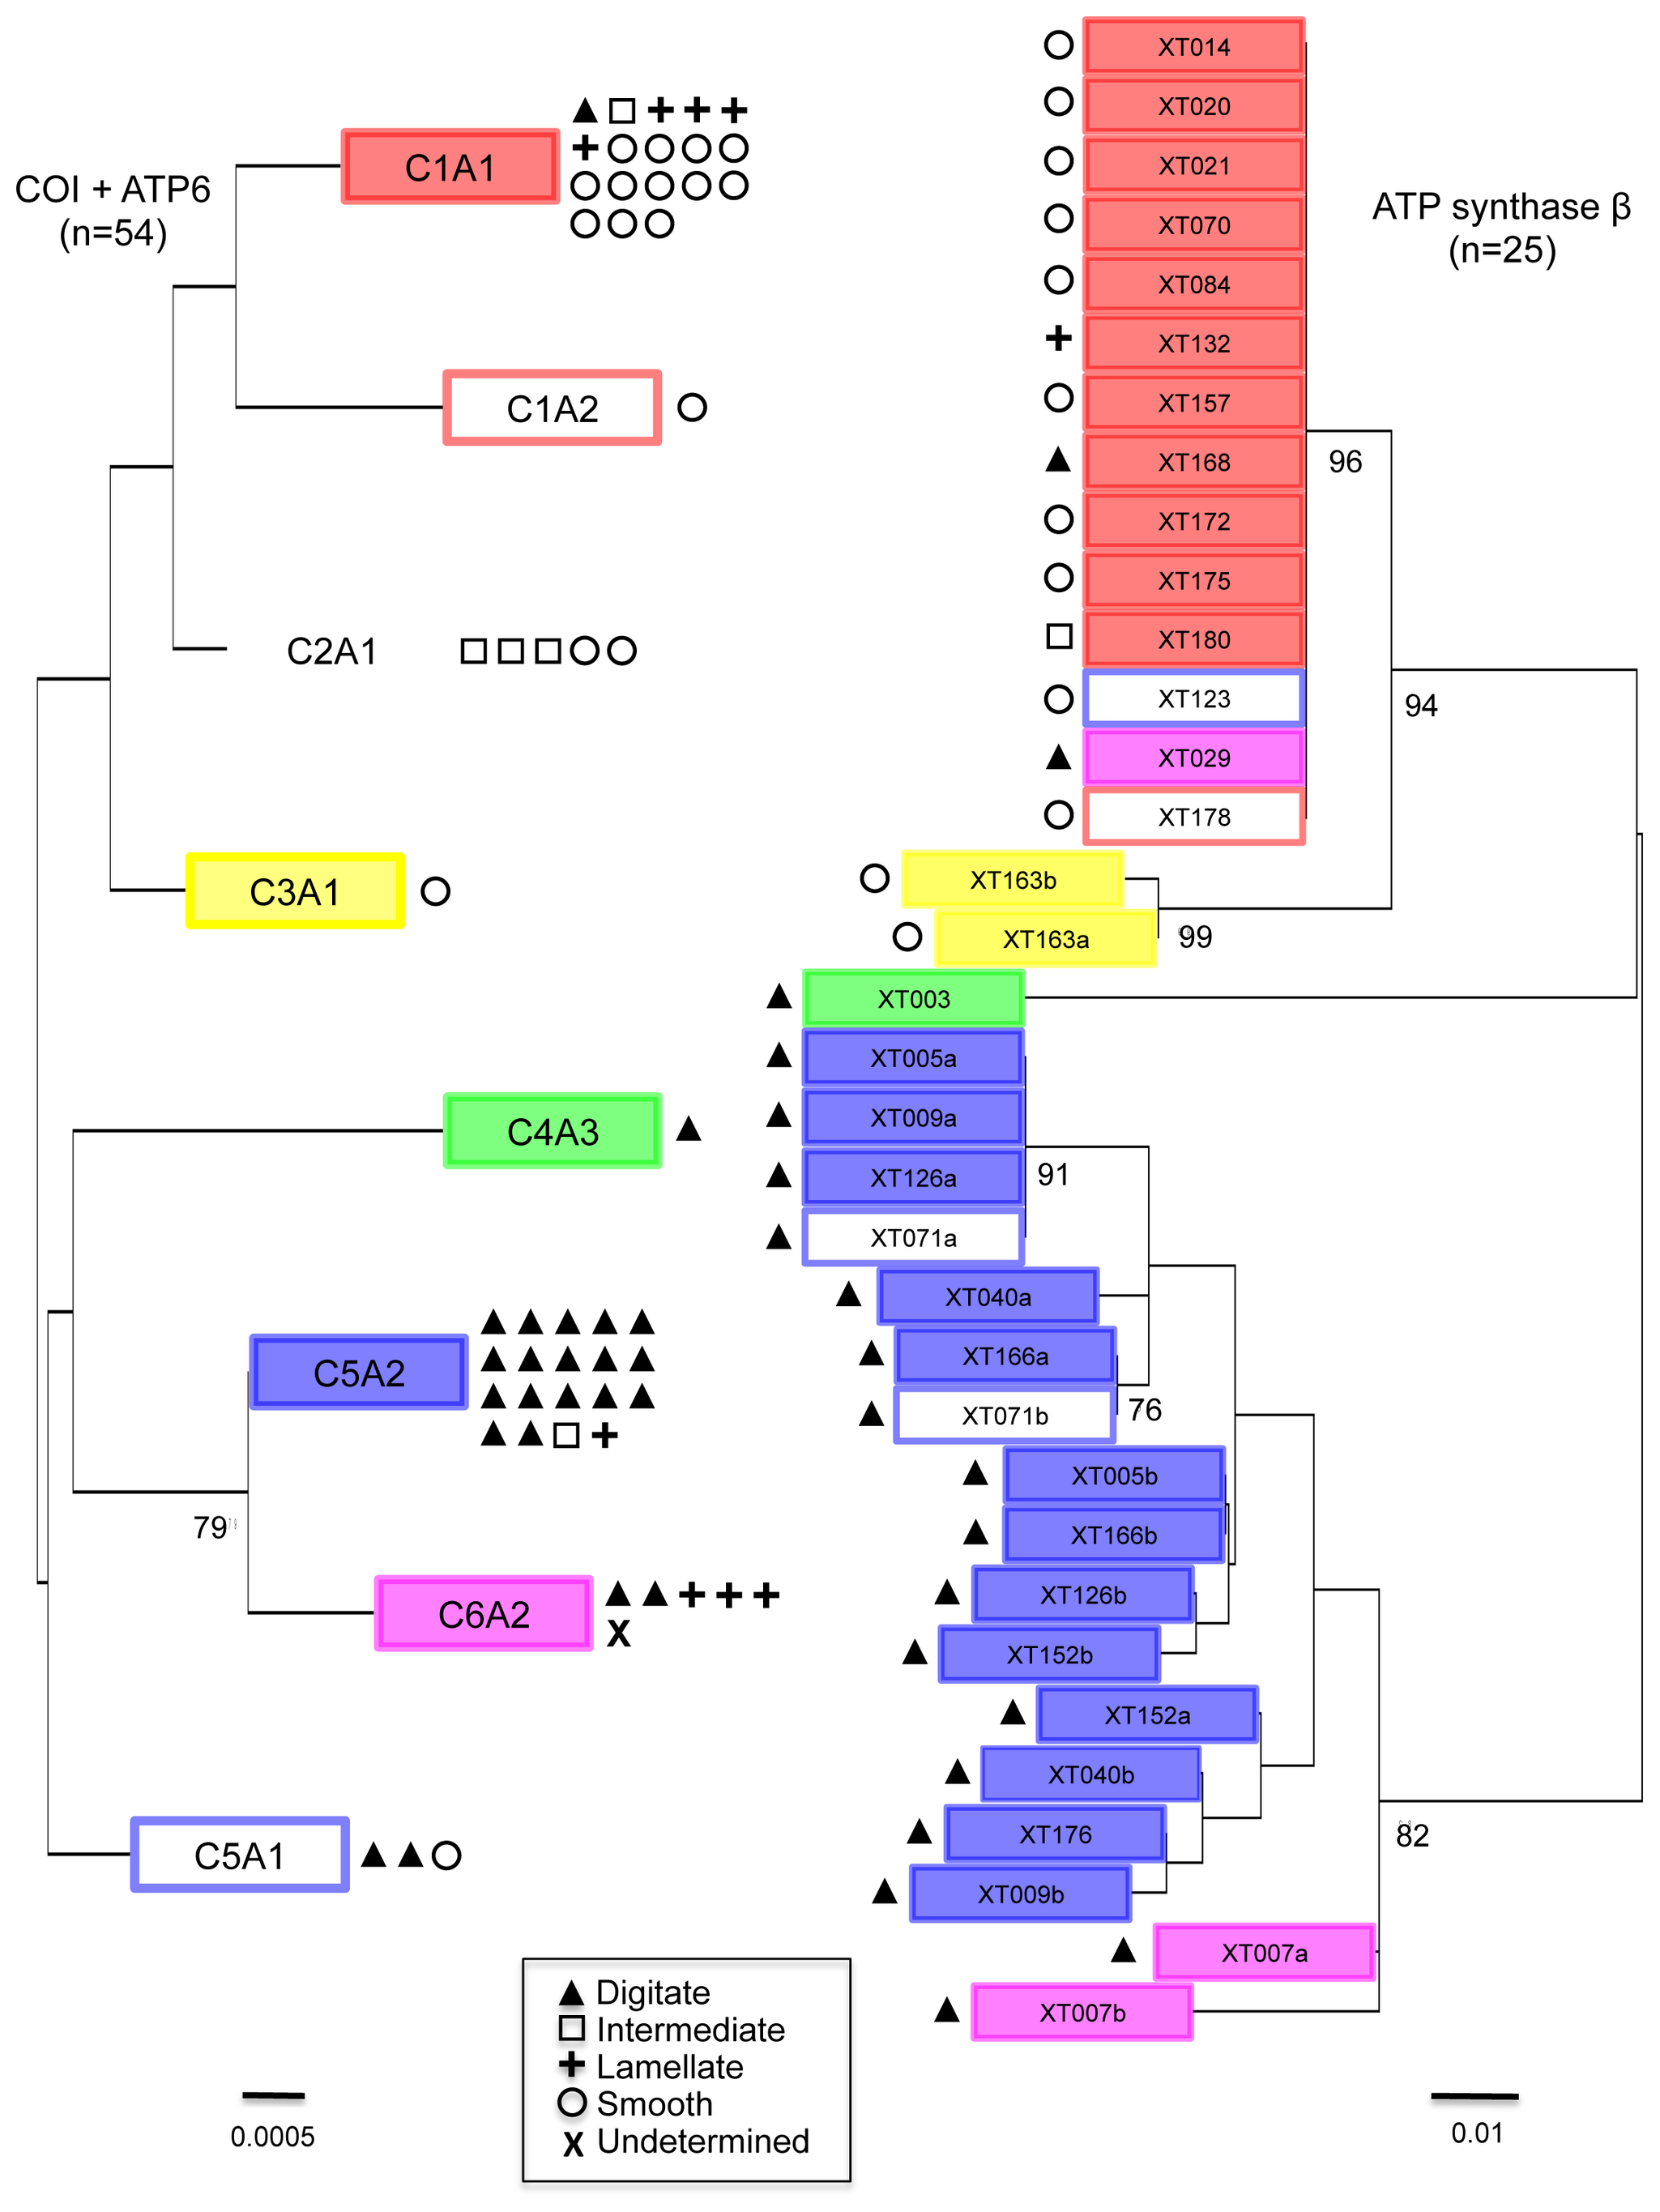 COI + ATP6
(n=54)
C1A1
C1A2
C2A1
C3A1
C4A3
C5A2
79
C6A2
C5A1
0.0005
ATP synthase β
(n=25)
XT014
XT020
XT021
XT070
XT084
XT132
XT157
XT168
XT172
XT175
XT180
XT123
XT029
XT178
96
94
XT163b
XT163a
99
XT003
XT005a
XT009a
XT126a
XT071a
91
XT040a
XT166a
XT071b
76
XT005b
XT166b
XT126b
XT152b
XT152a
XT040b
XT176
XT009b
82
XT007a
XT007b
Digitate
Intermediate
Lamellate
Smooth
x Undetermined
0.01